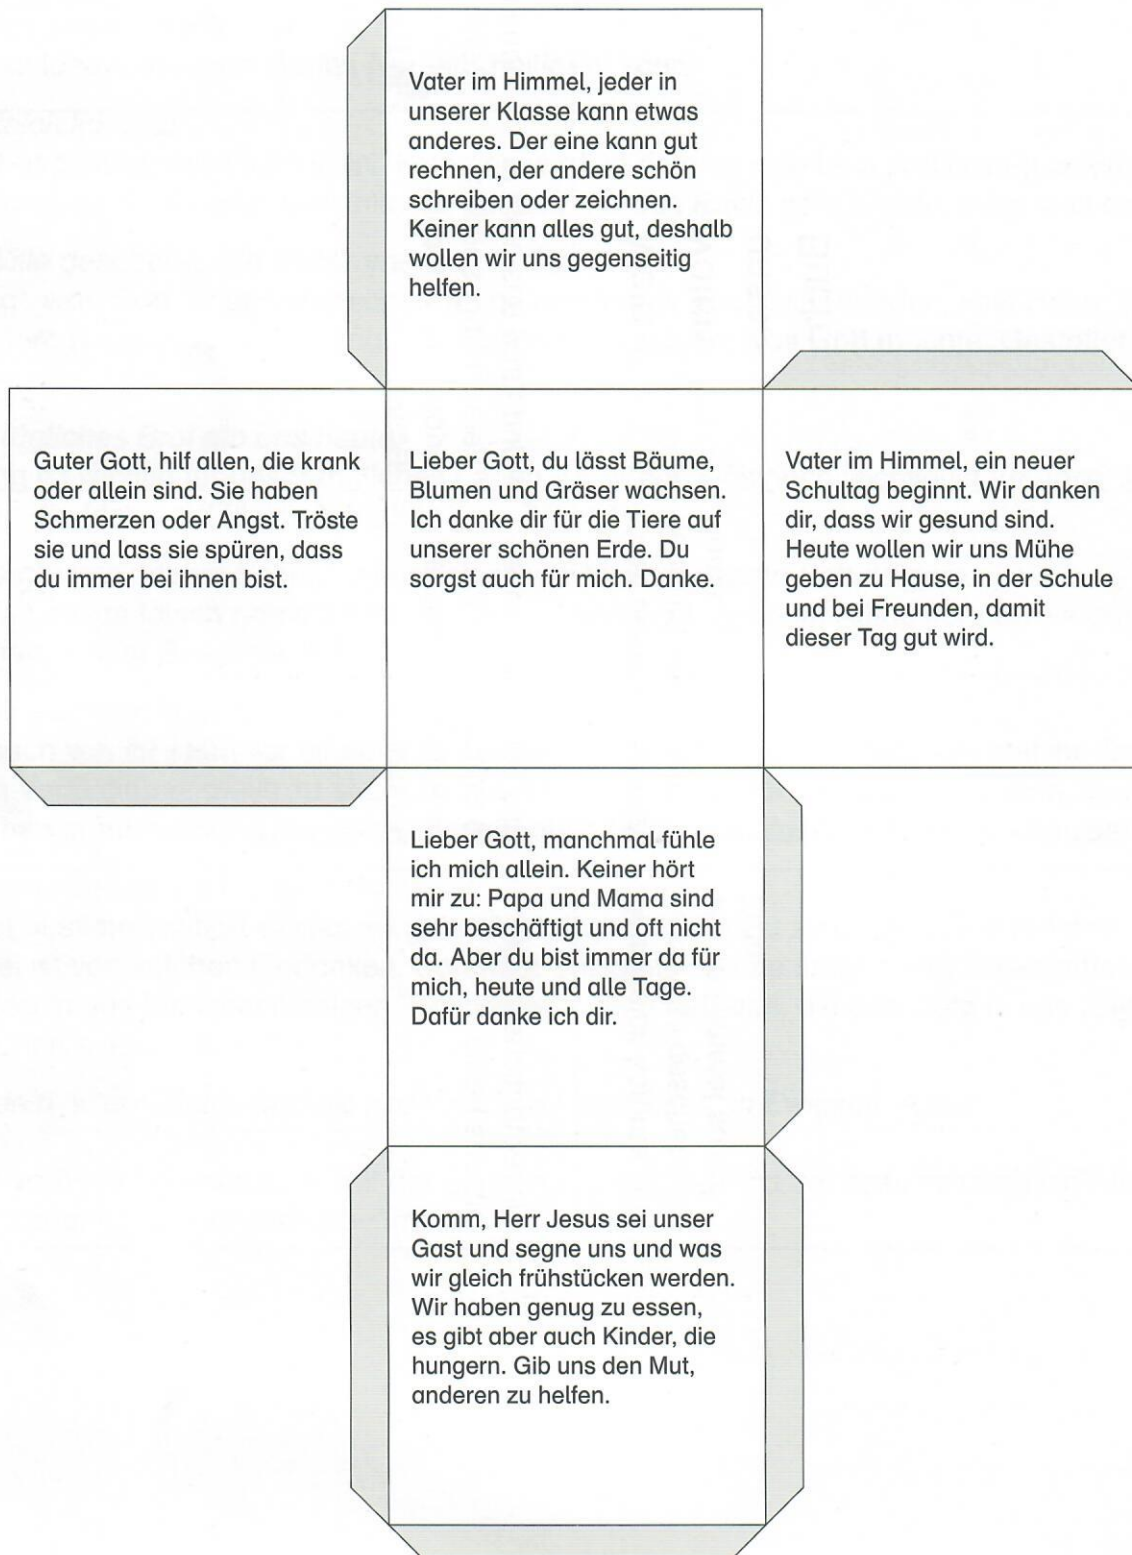 Vater im Himmel, jeder in
unserer Klasse kann etwas
anderes. Der eine kann gut
rechnen, der andere schön
schreiben oder zeichnen.
Keiner kann alles gut, deshalb
wollen wir uns gegenseitig
helfen.
Guter Gott, hilf allen, die krank
oder allein sind. Sie haben
Schmerzen oder Angst. Tröste
sie und lass sie spüren, dass
du immer bei ihnen bist.
Lieber Gott, du lässt Bäume,
Blumen und Gräser wachsen.
Ich danke dir für die Tiere auf
unserer schönen Erde. Du
sorgst auch für mich. Danke.
Vater im Himmel, ein neuer
Schultag beginnt. Wir danken
dir, dass wir gesund sind.
Heute wollen wir uns Mühe
geben zu Hause, in der Schule
und bei Freunden, damit
dieser Tag gut wird.
Lieber Gott, manchmal fühle
ich mich allein. Keiner hört
mir zu: Papa und Mama sind
sehr beschäftigt und oft nicht
da. Aber du bist immer da für
mich, heute und alle Tage.
Dafür danke ich dir.
Komm, Herr Jesus sei unser
Gast und segne uns und was
wir gleich frühstücken werden.
Wir haben genug zu essen,
es gibt aber auch Kinder, die
hungern. Gib uns den Mut,
anderen zu helfen.